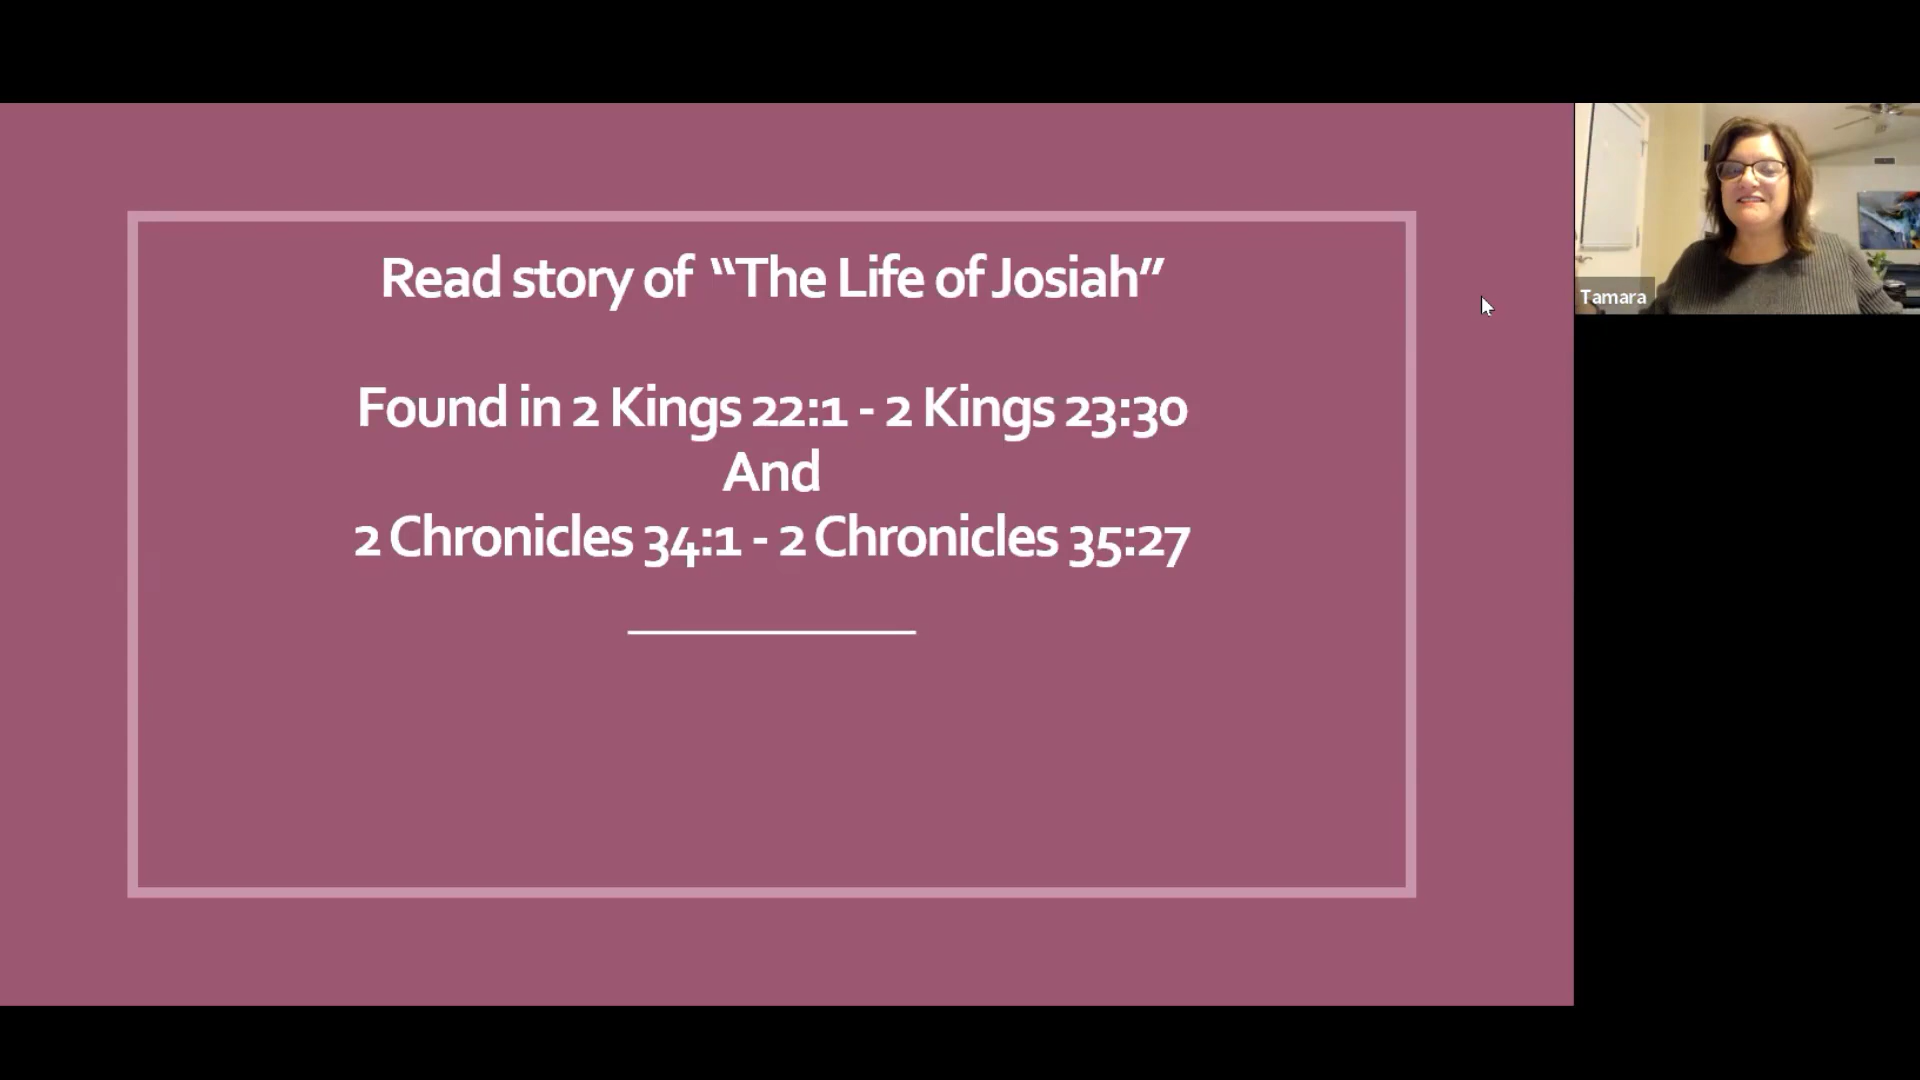 Read story of “The Life of Josiah”
Found in 2 Kings 22:1 - 2 Kings 23:30
And
2 Chronicles 34:1 - 2 Chronicles 35:27
Tamara